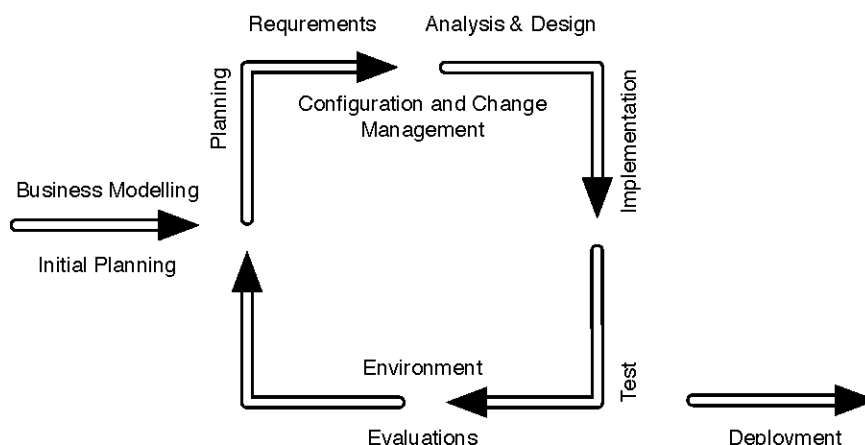 Requrements
Analysis & Design
Planning
Configuration and Change
Management
Implementation
Business Modelling
Initial Planning
Environment
Test
Evaluations
Deployment